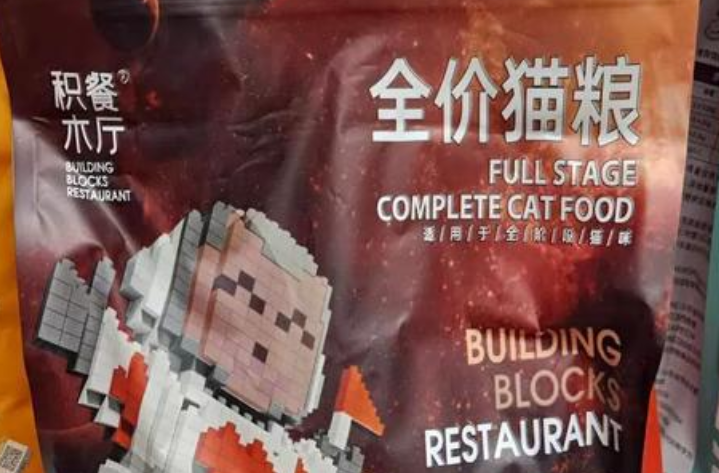 积餐
木厅
BUILDING
BLOCKS
RESTAURANT
全价猫粮
FULL STAGE
COMPLETE CAT FOOD
适/用/于/全/阶/段/猫/咪
BUILDING
BLOCKS
RESTAURANT